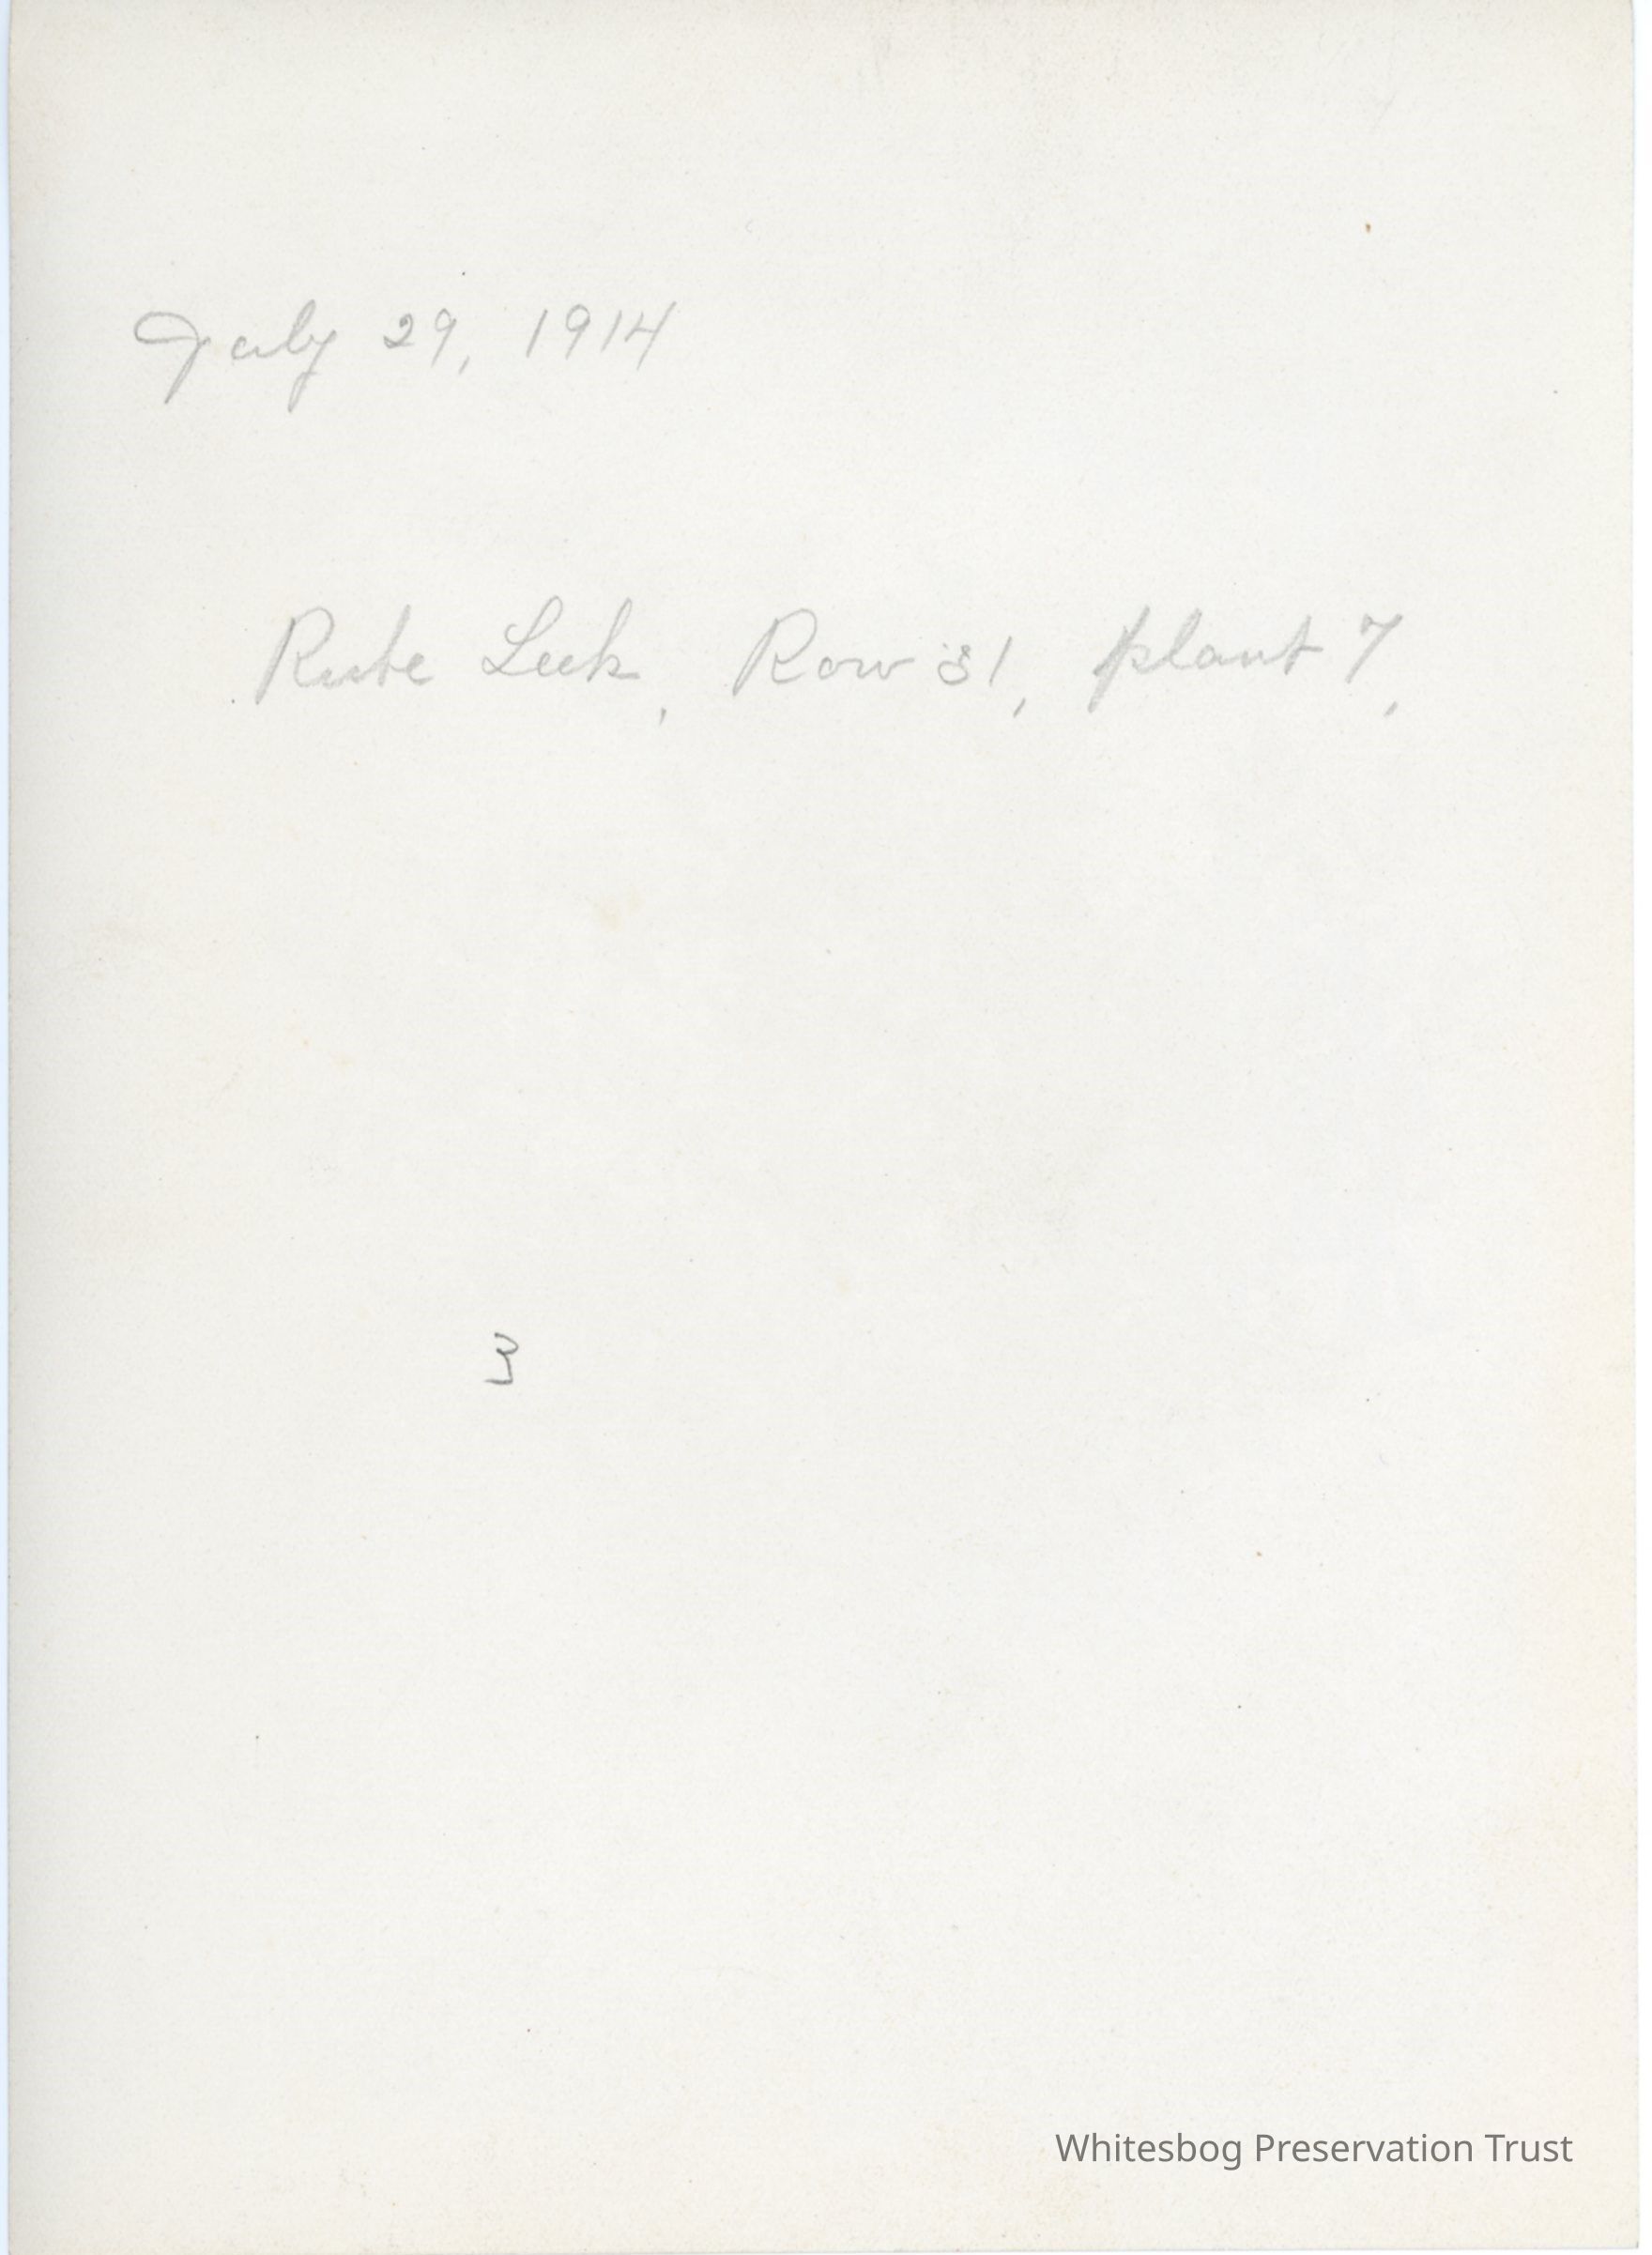 July 29, 1914
Rube Leek, Row 31, plant 7,
3
Whitesbog Preservation Trust